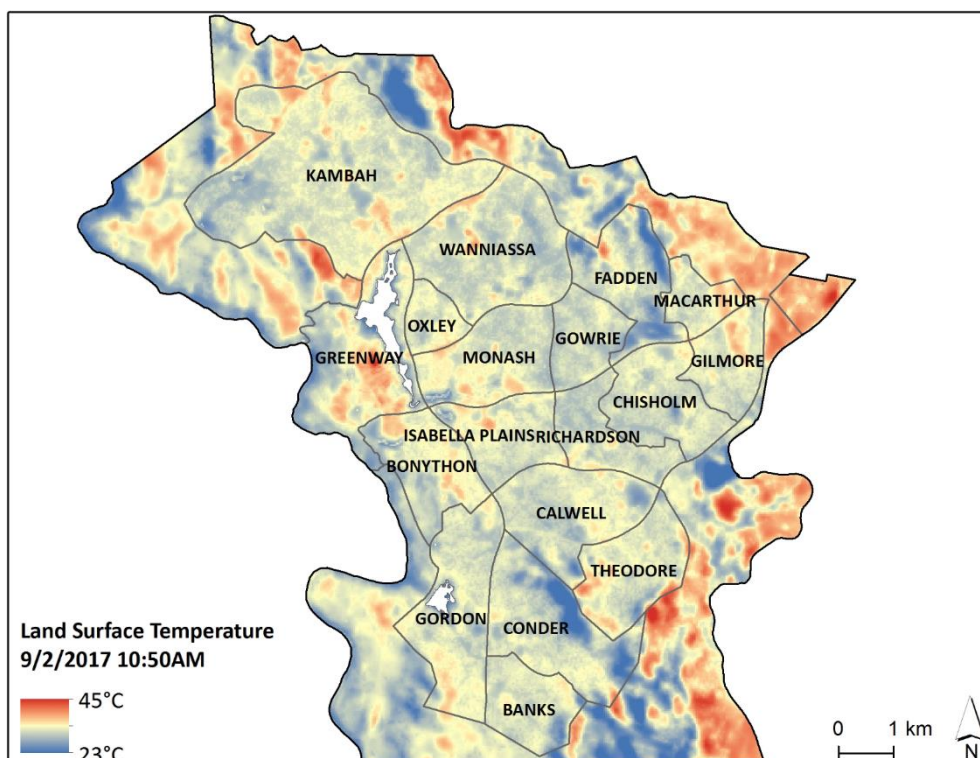 KAMBAH
WANNIASSA
FADDEN
MACARTHUR
OXLEY
GOWRIE
GREENWAY
MONASH
GILMORE
CHISHOLM
ISABELLA PLAINS
RICHARDSON
BONYTHON
CALWELL
THEODORE
GORDON
CONDER
BANKS
Land Surface Temperature
9/2/2017 10:50AM
45°C
23°C
0 1 km
N